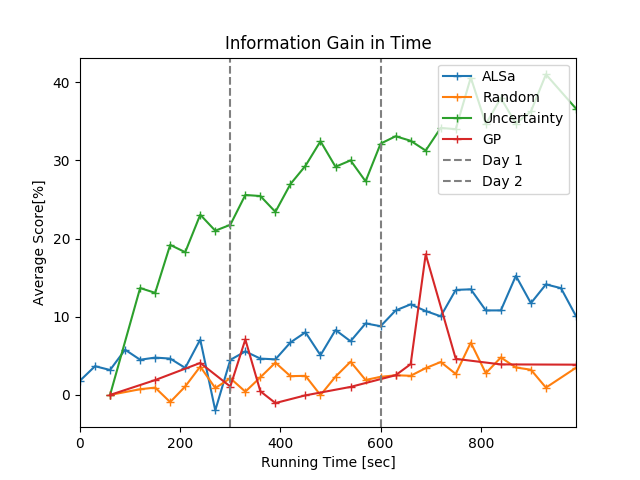 Information Gain in Time
ALSa
Random
Uncertainty
GP
Day 1
Day 2
40
30
20
10
0
Average Score[%]
0 200 400 600 800
Running Time [sec]